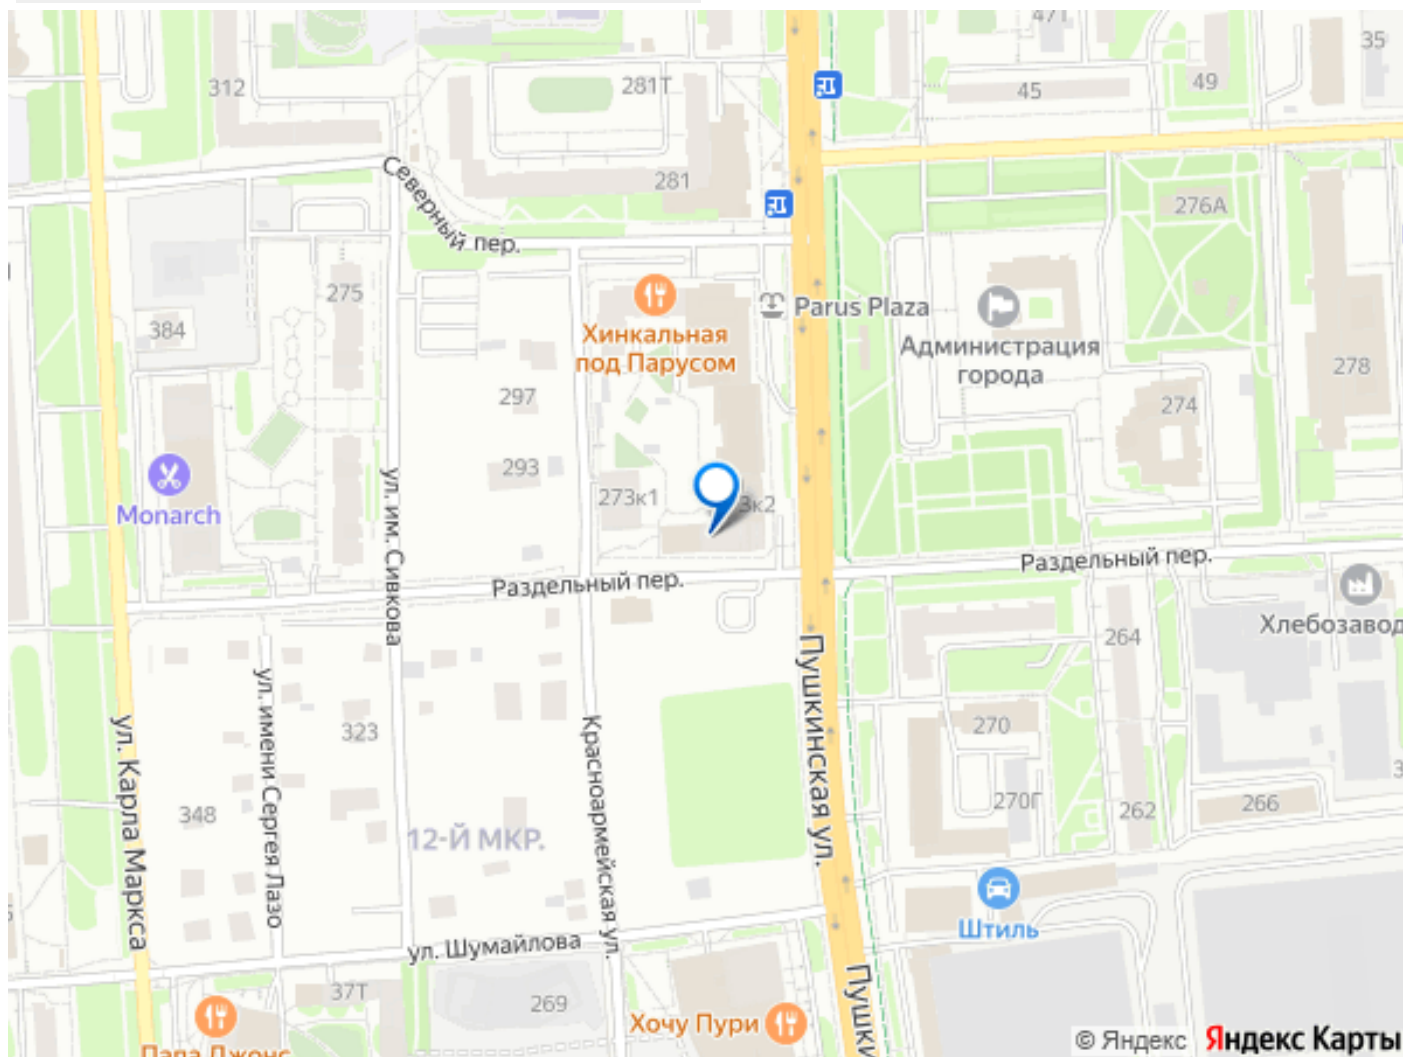 47Т
35
312
281Т
45
49
281
Северный пер.
276А
275
Parus Plaza
384
Хинкальная
под Парусом
Администрация
города
278
297
274
293
273к1
3к2
Monarch
ул. им. Сивкова
Раздельный пер.
Раздельный пер.
Хлебозавод
264
ул. имени Сергея Лазо
Пушкинская ул.
323
ул. Карла Маркса
Красноармейская ул.
270
270Г
262
266
348
12-Й МКР.
Штиль
ул. Шумайлова
37Т
269
Хочу Пури
Папа Джонс
© Яндекс Яндекс Карты